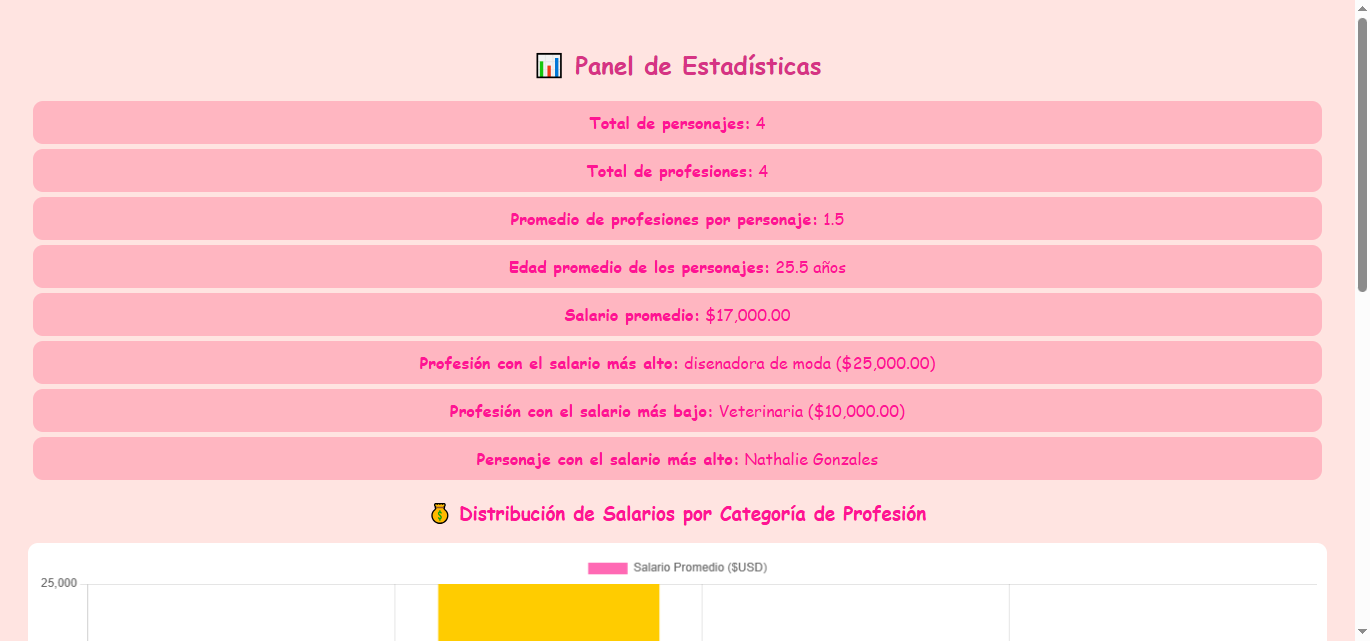 📊 Panel de Estadísticas
Total de personajes: 4
Total de profesiones: 4
Promedio de profesiones por personaje: 1.5
Edad promedio de los personajes: 25.5 años
Salario promedio: $17,000.00
Profesión con el salario más alto: disenadora de moda ($25,000.00)
Profesión con el salario más bajo: Veterinaria ($10,000.00)
Personaje con el salario más alto: Nathalie Gonzales
💰 Distribución de Salarios por Categoría de Profesión
Salario Promedio ($USD)
25,000